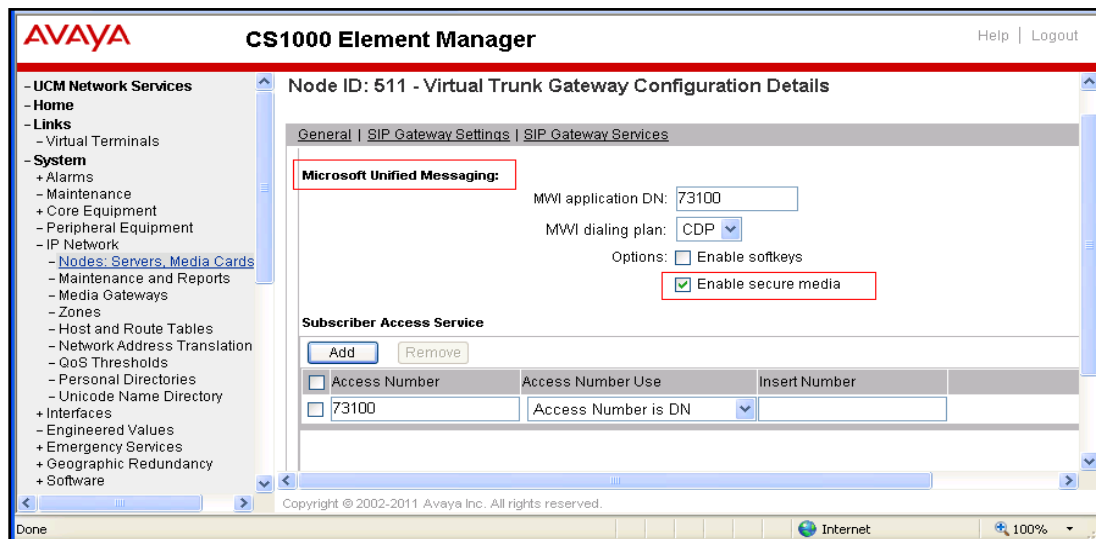 AVAYA
CS1000 Element Manager
Help | Logout
- UCM Network Services
- Home
- Links
- Virtual Terminals
- System
+ Alarms
- Maintenance
+ Core Equipment
- Peripheral Equipment
- IP Network
- Nodes: Servers, Media Cards
- Maintenance and Reports
- Media Gateways
- Zones
- Host and Route Tables
- Network Address Translation
- QoS Thresholds
- Personal Directories
- Unicode Name Directory
+ Interfaces
- Engineered Values
+ Emergency Services
+ Geographic Redundancy
+ Software
Node ID: 511 - Virtual Trunk Gateway Configuration Details
General | SIP Gateway Settings | SIP Gateway Services
Microsoft Unified Messaging:
MWI application DN: 73100
MWI dialing plan: CDP
Options: Enable softkeys
Enable secure media
Subscriber Access Service
Add Remove
Access Number Access Number Use Insert Number
73100 Access Number is DN
Copyright © 2002-2011 Avaya Inc. All rights reserved.
Done Internet 100%